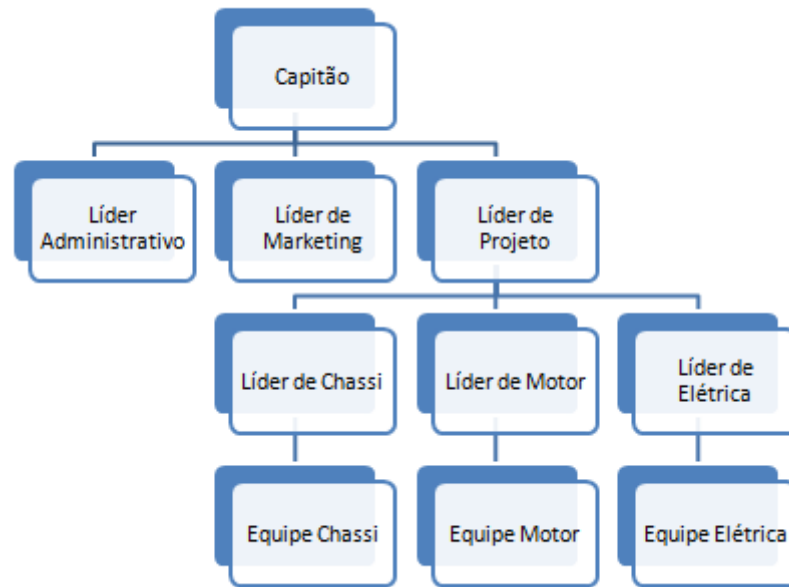 Capitão
Líder
Administrativo
Líder de
Marketing
Líder de
Projeto
Líder de Chassi
Líder de Motor
Líder de
Elétrica
Equipe Chassi
Equipe Motor
Equipe Elétrica